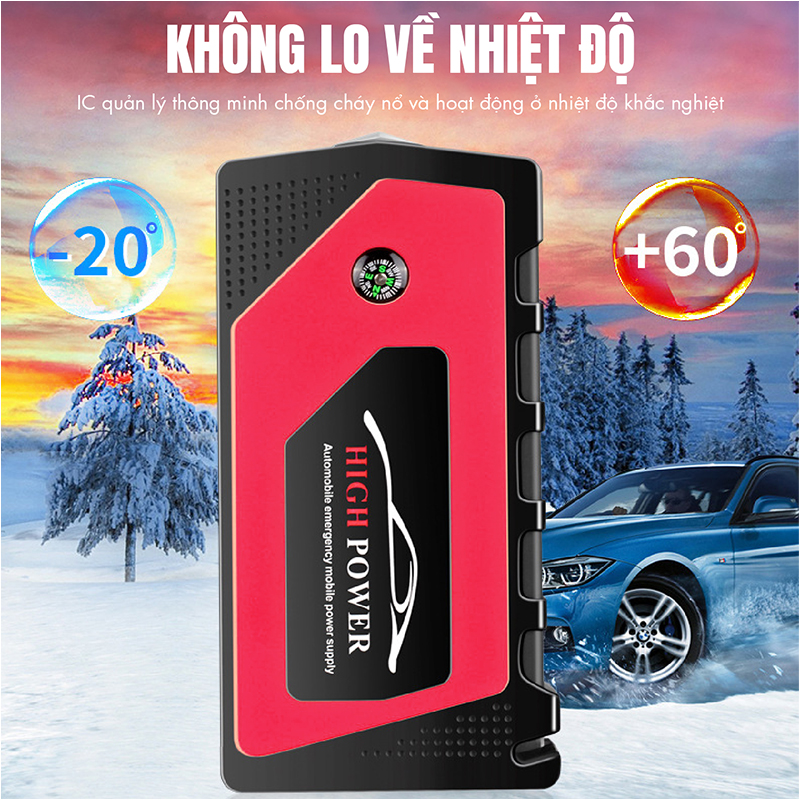 KHÔNG LO VỀ NHIỆT ĐỘ
IC quản lý thông minh chống cháy nổ và hoạt động ở nhiệt độ khắc nghiệt
-20°
+60°
S
E
W
N
HIGH POWER
Automobile emergency mobile power supply